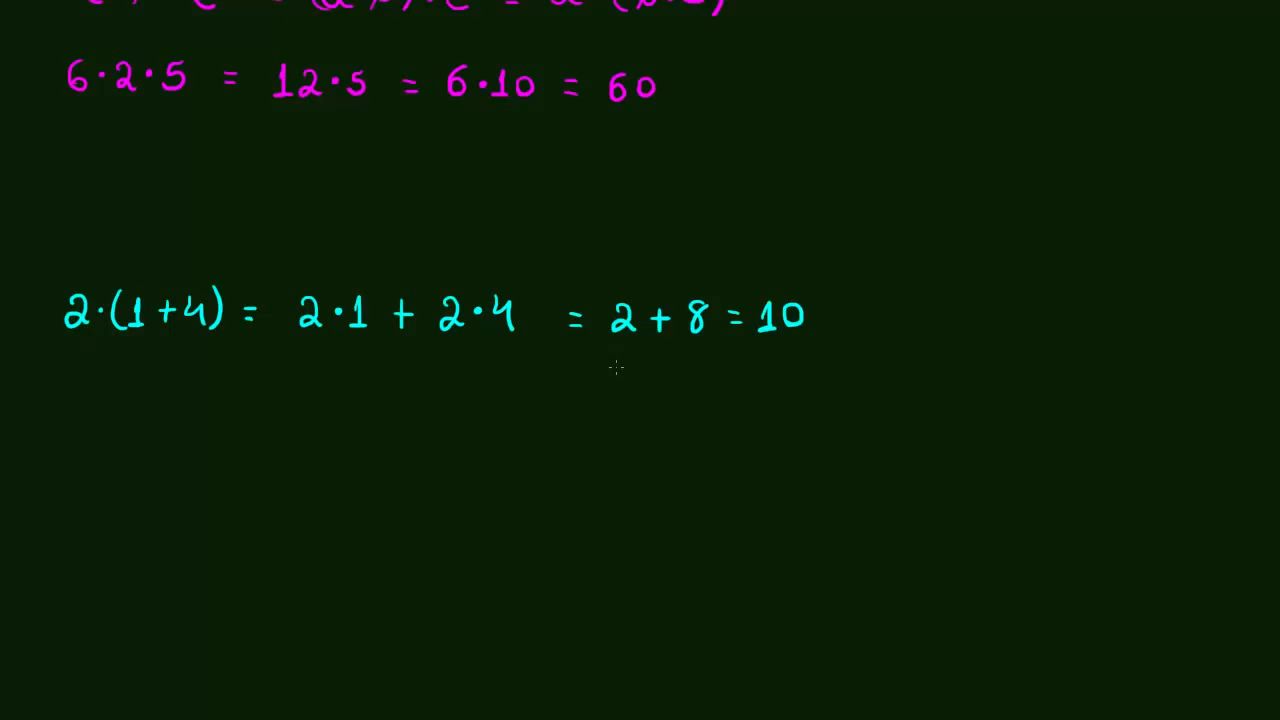 6·2·5 = 12·5 = 6·10 = 60
2·(1+4) = 2·1 + 2·4 = 2 + 8 = 10